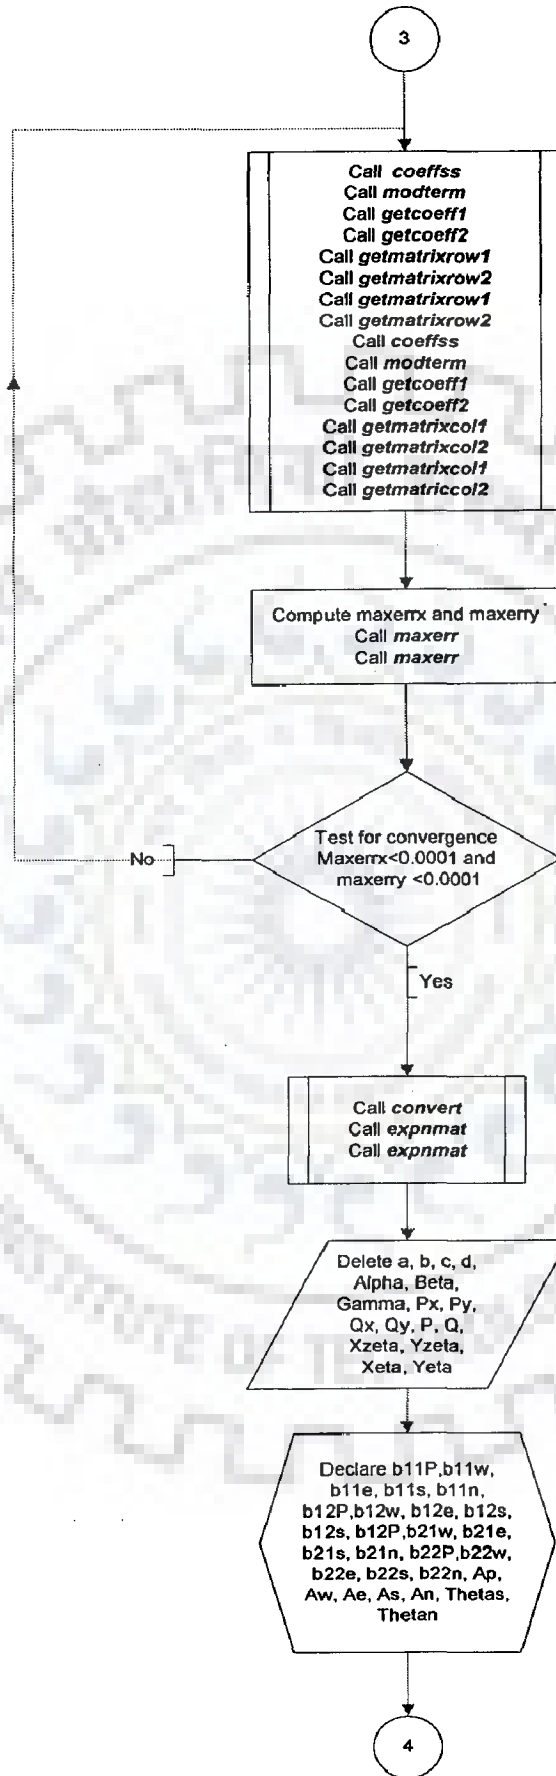 3
Call coeffss
Call modterm
Call getcoeff1
Call getcoeff2
Call getmatrixrow1
Call getmatrixrow2
Call getmatrixrow1
Call getmatrixrow2
Call coeffss
Call modterm
Call getcoeff1
Call getcoeff2
Call getmatrixcol1
Call getmatrixcol2
Call getmatrixcol1
Call getmatriccol2
Compute maxerrx and maxerry
Call maxerr
Call maxerr
Test for convergence
Maxerrx<0.0001 and
maxerry <0.0001
No
Yes
Call convert
Call expnmat
Call expnmat
Delete a, b, c, d,
Alpha, Beta,
Gamma, Px, Py,
Qx, Qy, P, Q,
Xzeta, Yzeta,
Xeta, Yeta
Declare b11P,b11w,
b11e, b11s, b11n,
b12P,b12w, b12e, b12s,
b12s, b12P,b21w, b21e,
b21s, b21n, b22P,b22w,
b22e, b22s, b22n, Ap,
Aw, Ae, As, An, Thetas,
Thetan
4